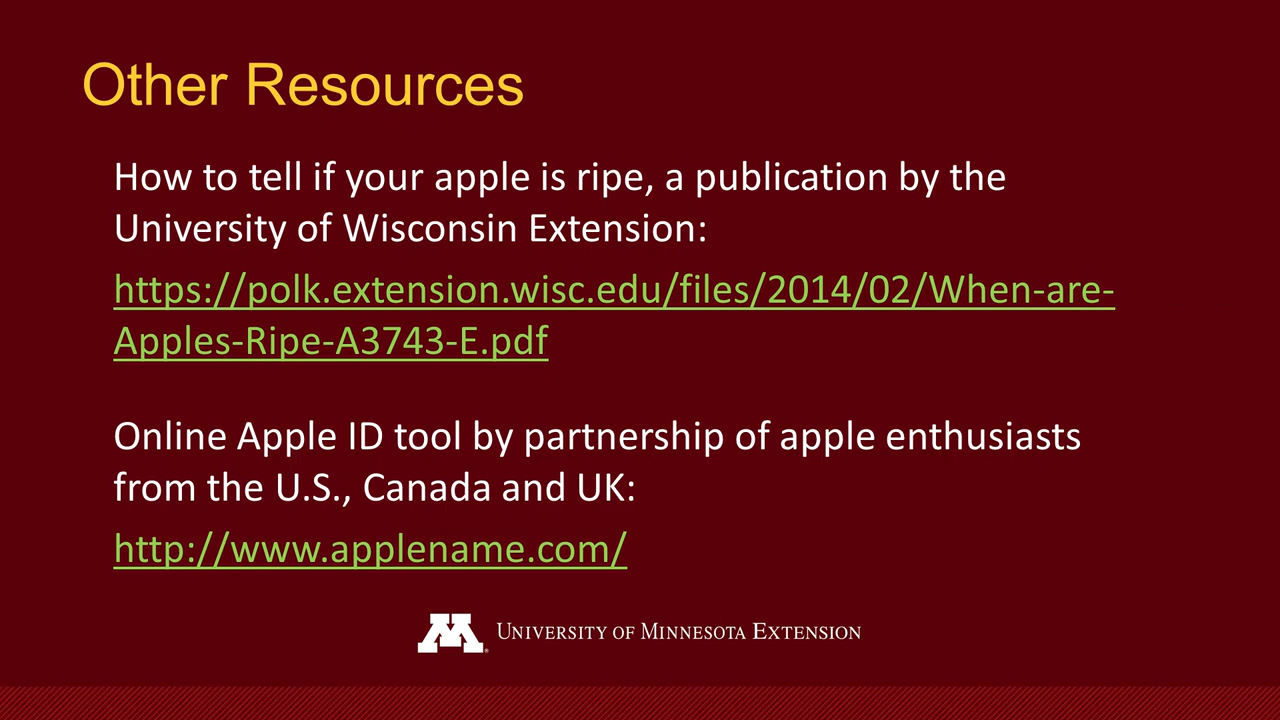 Other Resources
How to tell if your apple is ripe, a publication by the
University of Wisconsin Extension:
https://polk.extension.wisc.edu/files/2014/02/When-are-
Apples-Ripe-A3743-E.pdf
Online Apple ID tool by partnership of apple enthusiasts
from the U.S., Canada and UK:
http://www.applename.com/
M® University of Minnesota Extension